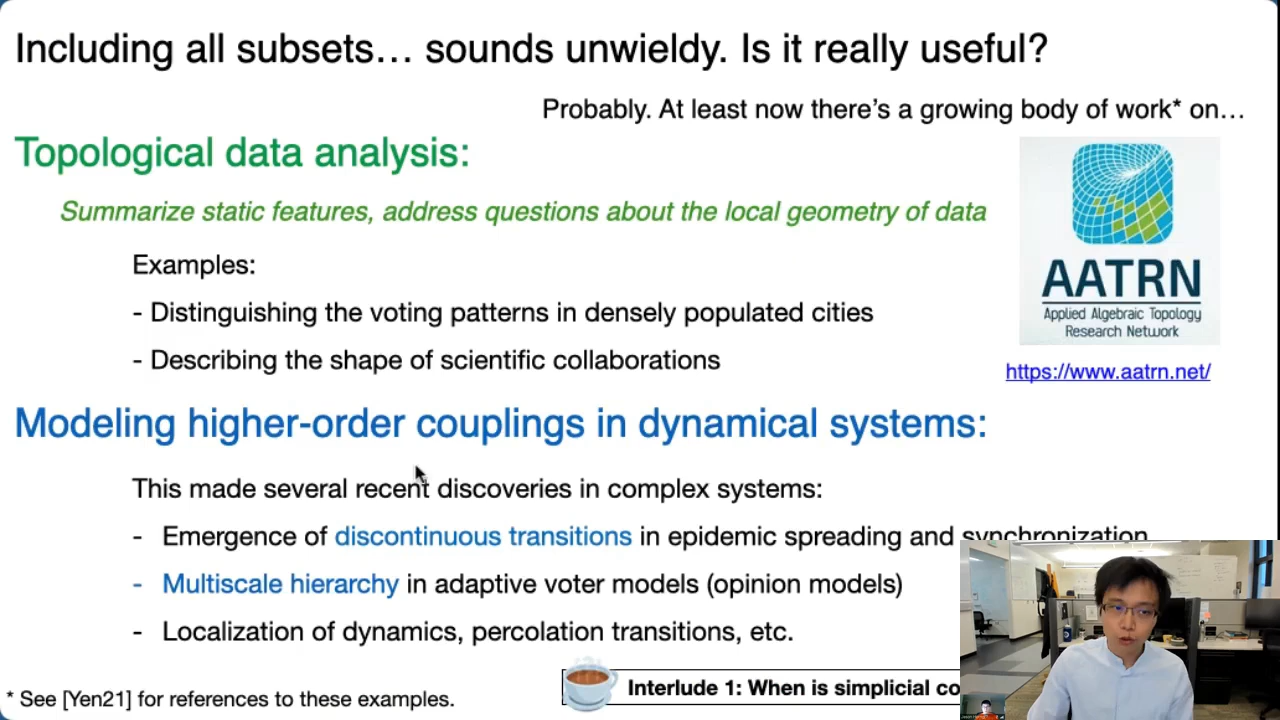 Including all subsets… sounds unwieldy. Is it really useful?
Probably. At least now there's a growing body of work* on…
Topological data analysis:
Summarize static features, address questions about the local geometry of data
Examples:
- Distinguishing the voting patterns in densely populated cities
- Describing the shape of scientific collaborations
AATRN
Applied Algebraic Topology
Research Network
https://www.aatrn.net/
Modeling higher-order couplings in dynamical systems:
This made several recent discoveries in complex systems:
- Emergence of discontinuous transitions in epidemic spreading and synchronization
- Multiscale hierarchy in adaptive voter models (opinion models)
- Localization of dynamics, percolation transitions, etc.
* See [Yen21] for references to these examples.
Interlude 1: When is simplicial co